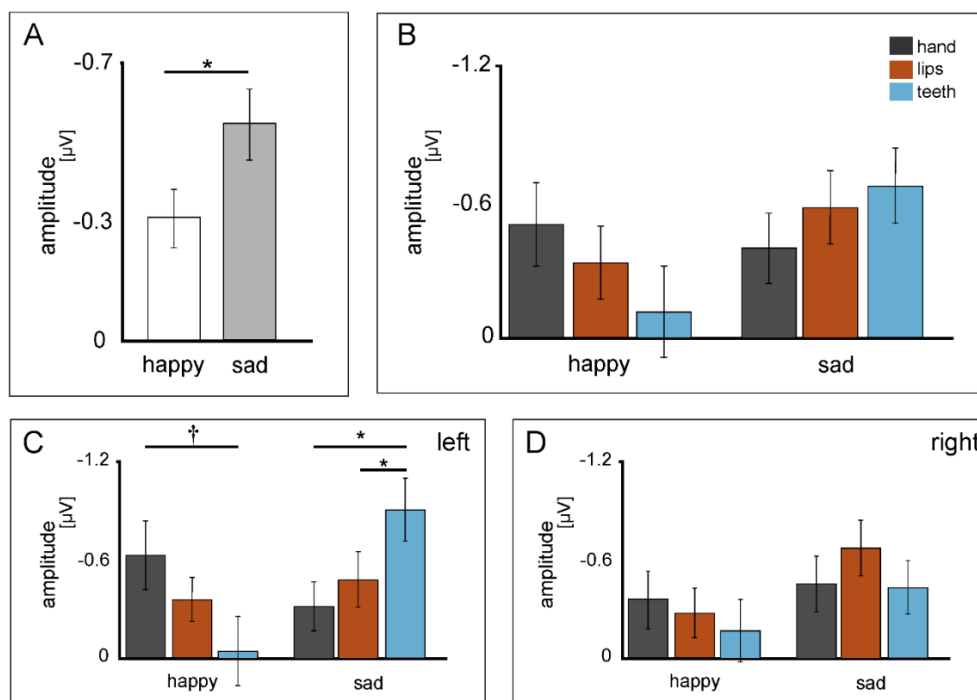 A
-0.7
*
amplitude [µV]
-0.3
0
happy sad
B
hand
lips
teeth
-1.2
amplitude [µV]
-0.6
0
happy sad
C left
† *
*
-1.2
amplitude [µV]
-0.6
0
happy sad
D right
-1.2
amplitude [µV]
-0.6
0
happy sad